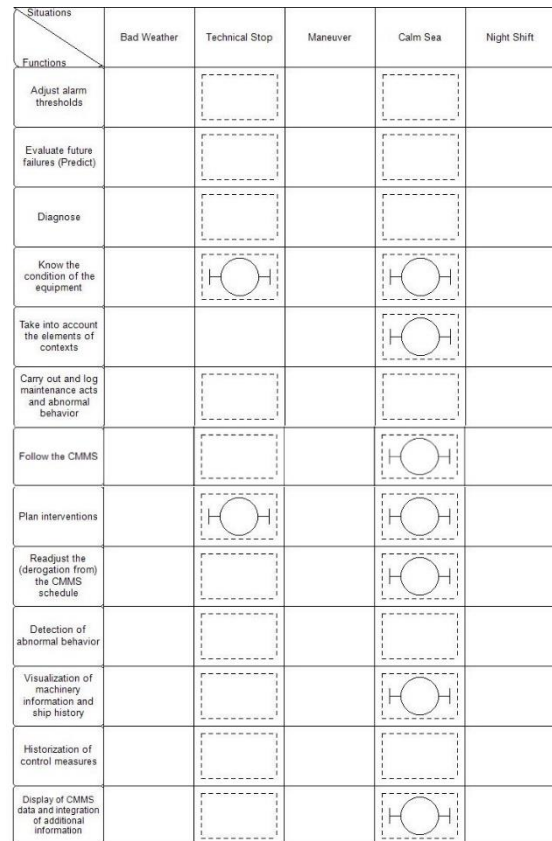 Situations
Functions
Bad Weather
Technical Stop
Maneuver
Calm Sea
Night Shift
Adjust alarm
thresholds
Evaluate future
failures (Predict)
Diagnose
Know the
condition of the
equipment
Take into account
the elements of
contexts
Carry out and log
maintenance acts
and abnormal
behavior
Follow the CMMS
Plan interventions
Readjust the
(derogation from)
the CMMS
schedule
Detection of
abnormal behavior
Visualization of
machinery
information and
ship history
Historization of
control measures
Display of CMMS
data and integration
of additional
information